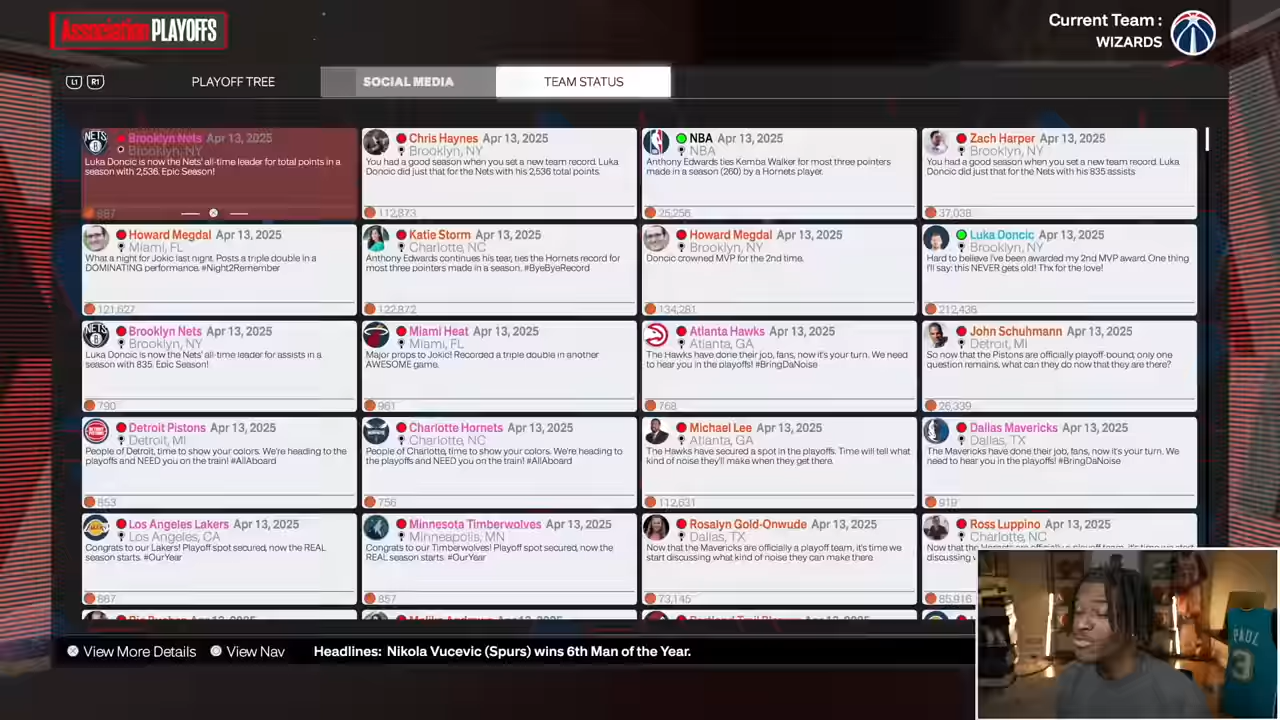 Association PLAYOFFS
Current Team :
WIZARDS
L1 R1
PLAYOFF TREE
SOCIAL MEDIA
TEAM STATUS
NETS
Brooklyn Nets Apr 13, 2025
Brooklyn, NY
Luka Doncic is now the Nets' all-time leader for total points in a
season with 2,536. Epic Season!
887
Chris Haynes Apr 13, 2025
Brooklyn, NY
You had a good season when you set a new team record. Luka
Doncic did just that for the Nets with his 2,536 total points.
112,873
NBA Apr 13, 2025
NBA
Anthony Edwards ties Kemba Walker for most three pointers
made in a season (260) by a Hornets player.
25,256
Zach Harper Apr 13, 2025
Brooklyn, NY
You had a good season when you set a new team record. Luka
Doncic did just that for the Nets with his 835 assists
37,038
Howard Megdal Apr 13, 2025
Miami, FL
What a night for Jokic last night. Posts a triple double in a
DOMINATING performance. #Night2Remember
121,627
Katie Storm Apr 13, 2025
Charlotte, NC
Anthony Edwards continues his tear, ties the Hornets record for
most three pointers made in a season. #ByeByeRecord
122,872
Howard Megdal Apr 13, 2025
Brooklyn, NY
Doncic crowned MVP for the 2nd time.
134,281
Luka Doncic Apr 13, 2025
Brooklyn, NY
Hard to believe I've been awarded my 2nd MVP award. One thing
I'll say: this NEVER gets old! Thx for the love!
212,436
NETS
Brooklyn Nets Apr 13, 2025
Brooklyn, NY
Luka Doncic is now the Nets' all-time leader for assists in a
season with 835. Epic Season!
790
Miami Heat Apr 13, 2025
Miami, FL
Major props to Jokic! Recorded a triple double in another
AWESOME game.
961
Atlanta Hawks Apr 13, 2025
Atlanta, GA
The Hawks have done their job, fans, now it's your turn. We need
to hear you in the playoffs! #BringDaNoise
768
John Schuhmann Apr 13, 2025
Detroit, MI
So now that the Pistons are officially playoff-bound, only one
question remains, what can they do now that they are there?
26,339
Detroit Pistons Apr 13, 2025
Detroit, MI
People of Detroit, time to show your colors. We're heading to the
playoffs and NEED you on the train! #AllAboard
853
Charlotte Hornets Apr 13, 2025
Charlotte, NC
People of Charlotte, time to show your colors. We're heading to
the playoffs and NEED you on the train! #AllAboard
756
Michael Lee Apr 13, 2025
Atlanta, GA
The Hawks have secured a spot in the playoffs. Time will tell what
kind of noise they'll make when they get there.
112,631
Dallas Mavericks Apr 13, 2025
Dallas, TX
The Mavericks have done their job, fans, now it's your turn. We
need to hear you in the playoffs! #BringDaNoise
919
Los Angeles Lakers Apr 13, 2025
Los Angeles, CA
Congrats to our Lakers! Playoff spot secured, now the REAL
season starts. #OurYear
867
Minnesota Timberwolves Apr 13, 2025
Minneapolis, MN
Congrats to our Timberwolves! Playoff spot secured, now the
REAL season starts. #OurYear
857
Rosalyn Gold-Onwude Apr 13, 2025
Dallas, TX
Now that the Mavericks are officially a playoff team, it's time we
start discussing what kind of noise they can make there
73,145
Ross Luppino Apr 13, 2025
Charlotte, NC
Now that the Hornets are officially a playoff team, it's time we start
discussing
85,916
View More Details
View Nav
Headlines: Nikola Vucevic (Spurs) wins 6th Man of the Year.
PAUL
3